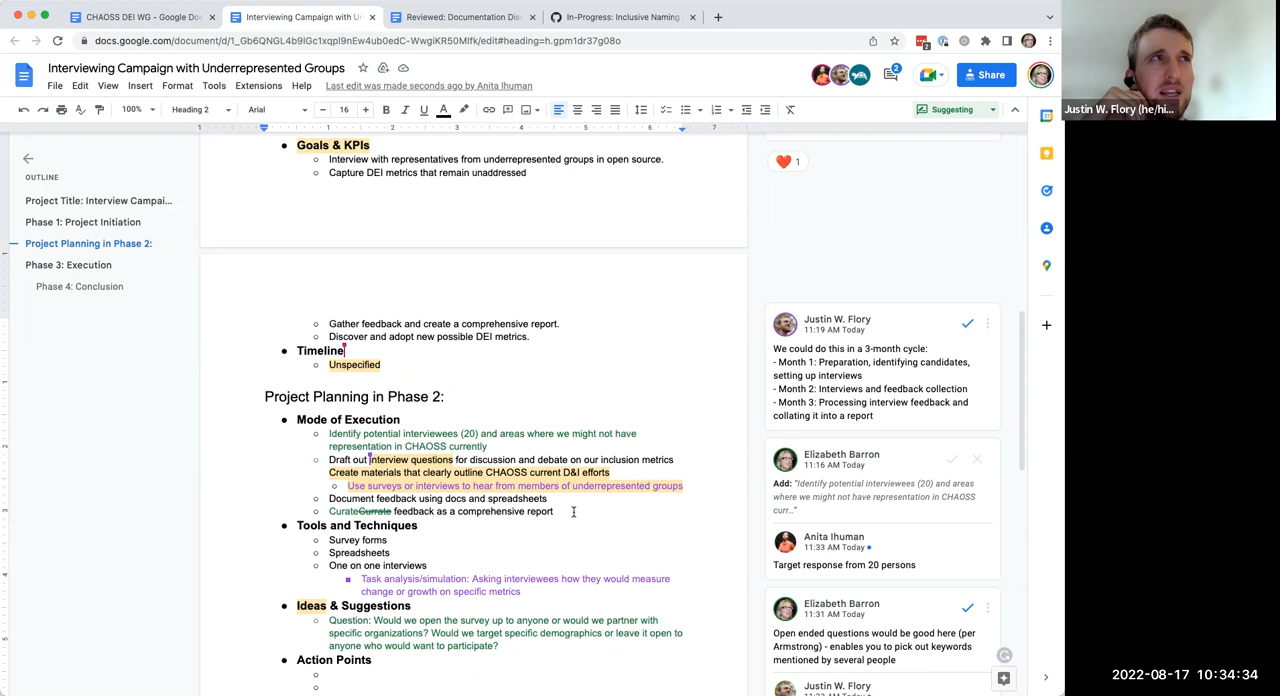 CHAOSS DEI WG - Google Doc
Interviewing Campaign with Un
Reviewed: Documentation Dis
In-Progress: Inclusive Naming
docs.google.com/document/d/1_Gb6QNGL4b9lGc1xqpl9nEw4ub0edC-WwgiKR50MIfk/edit#heading=h.gpm1dr37g08o
2
Interviewing Campaign with Underrepresented Groups
File Edit View Insert Format Tools Extensions Help Last edit was made seconds ago by Anita Ihuman
2
Share
100% Heading 2 Arial 16 Suggesting
1 1 2 3 4 5 6 7
OUTLINE
Project Title: Interview Campai...
Phase 1: Project Initiation
Project Planning in Phase 2:
Phase 3: Execution
Phase 4: Conclusion
Goals & KPIs
Interview with representatives from underrepresented groups in open source.
Capture DEI metrics that remain unaddressed
Gather feedback and create a comprehensive report.
Discover and adopt new possible DEI metrics.
Timeline
Unspecified
Project Planning in Phase 2:
Mode of Execution
Identify potential interviewees (20) and areas where we might not have
representation in CHAOSS currently
Draft out interview questions for discussion and debate on our inclusion metrics
Create materials that clearly outline CHAOSS current D&I efforts
Use surveys or interviews to hear from members of underrepresented groups
Document feedback using docs and spreadsheets
CurateCurrate feedback as a comprehensive report
Tools and Techniques
Survey forms
Spreadsheets
One on one interviews
Task analysis/simulation: Asking interviewees how they would measure
change or growth on specific metrics
Ideas & Suggestions
Question: Would we open the survey up to anyone or would we partner with
specific organizations? Would we target specific demographics or leave it open to
anyone who would want to participate?
Action Points
1
Justin W. Flory
11:19 AM Today
We could do this in a 3-month cycle:
- Month 1: Preparation, identifying candidates,
setting up interviews
- Month 2: Interviews and feedback collection
- Month 3: Processing interview feedback and
collating it into a report
Elizabeth Barron
11:16 AM Today
Add: "Identify potential interviewees (20) and areas
where we might not have representation in CHAOSS
curr..."
Anita Ihuman
11:33 AM Today
Target response from 20 persons
Elizabeth Barron
11:31 AM Today
Open ended questions would be good here (per
Armstrong) - enables you to pick out keywords
mentioned by several people
Justin W. Flory
Justin W. Flory (he/hi...
2022-08-17 10:34:34